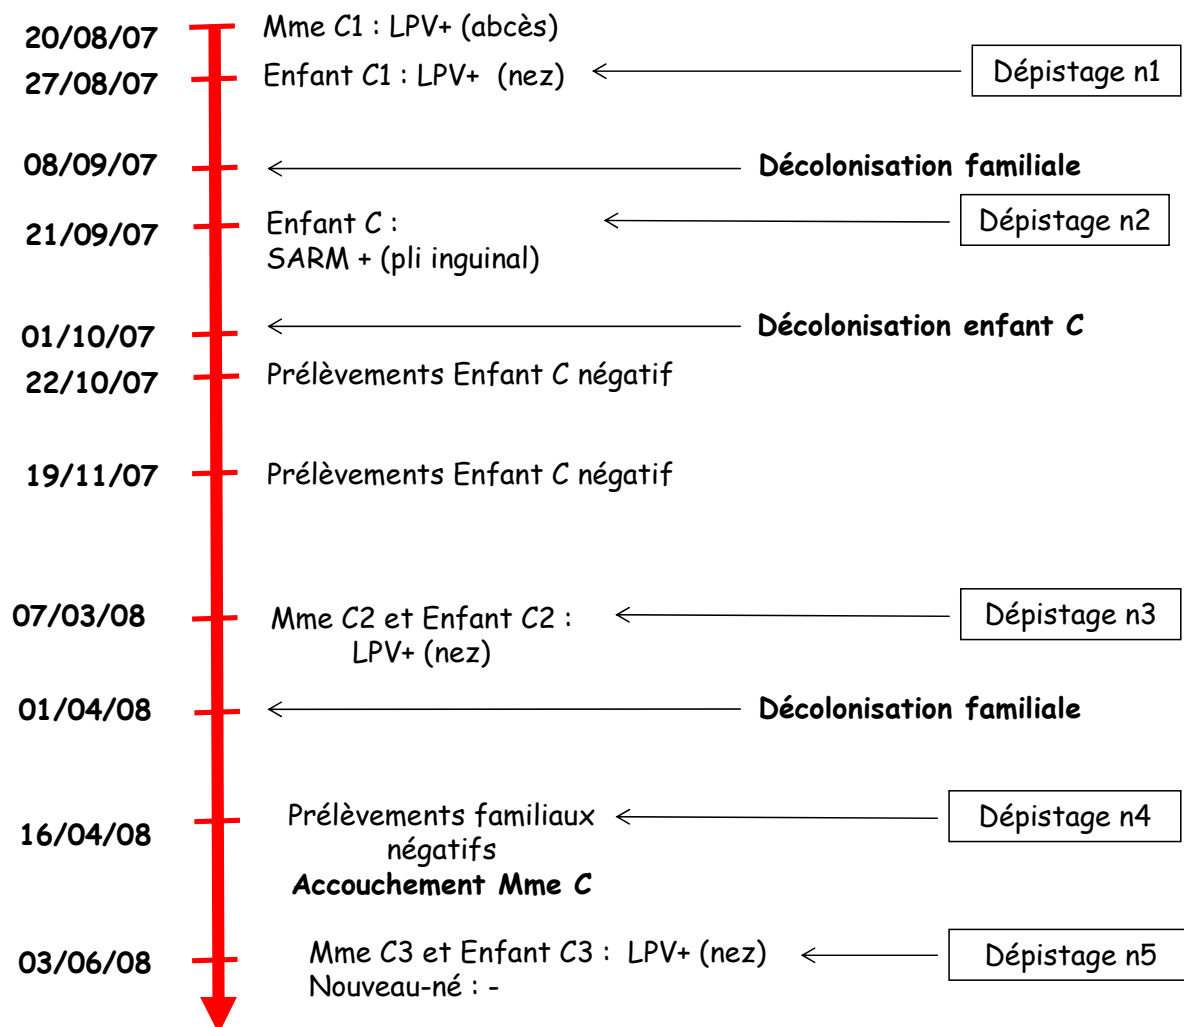 20/08/07 Mme C1 : LPV+ (abcès)
27/08/07 Enfant C1 : LPV+ (nez) Dépistage n1
08/09/07 Décolonisation familiale
21/09/07 Enfant C : Dépistage n2
SARM + (pli inguinal)
01/10/07 Décolonisation enfant C
22/10/07 Prélèvements Enfant C négatif
19/11/07 Prélèvements Enfant C négatif
07/03/08 Mme C2 et Enfant C2 : Dépistage n3
LPV+ (nez)
01/04/08 Décolonisation familiale
16/04/08 Prélèvements familiaux Dépistage n4
négatifs
Accouchement Mme C
03/06/08 Mme C3 et Enfant C3 : LPV+ (nez) Dépistage n5
Nouveau-né : -